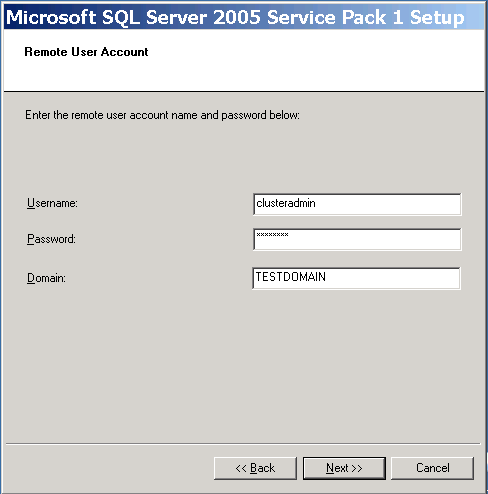 Microsoft SQL Server 2005 Service Pack 1 Setup
Remote User Account
Enter the remote user account name and password below:
Username: clusteradmin
Password: ********
Domain: TESTDOMAIN
<< Back Next >> Cancel